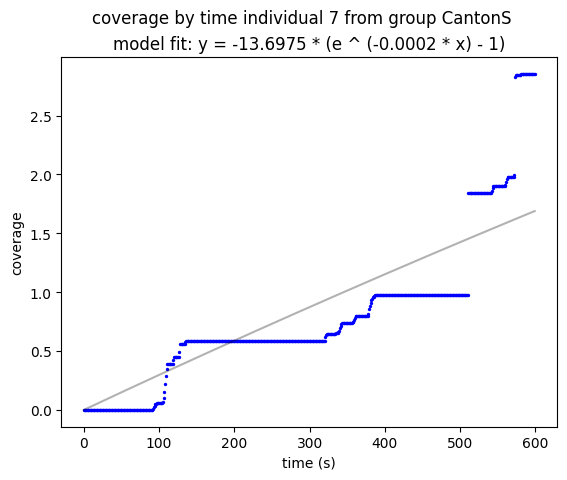 coverage by time individual 7 from group CantonS
model fit: y = -13.6975 * (e ^ (-0.0002 * x) - 1)
coverage
2.5
2.0
1.5
1.0
0.5
0.0
0 100 200 300 400 500 600
time (s)